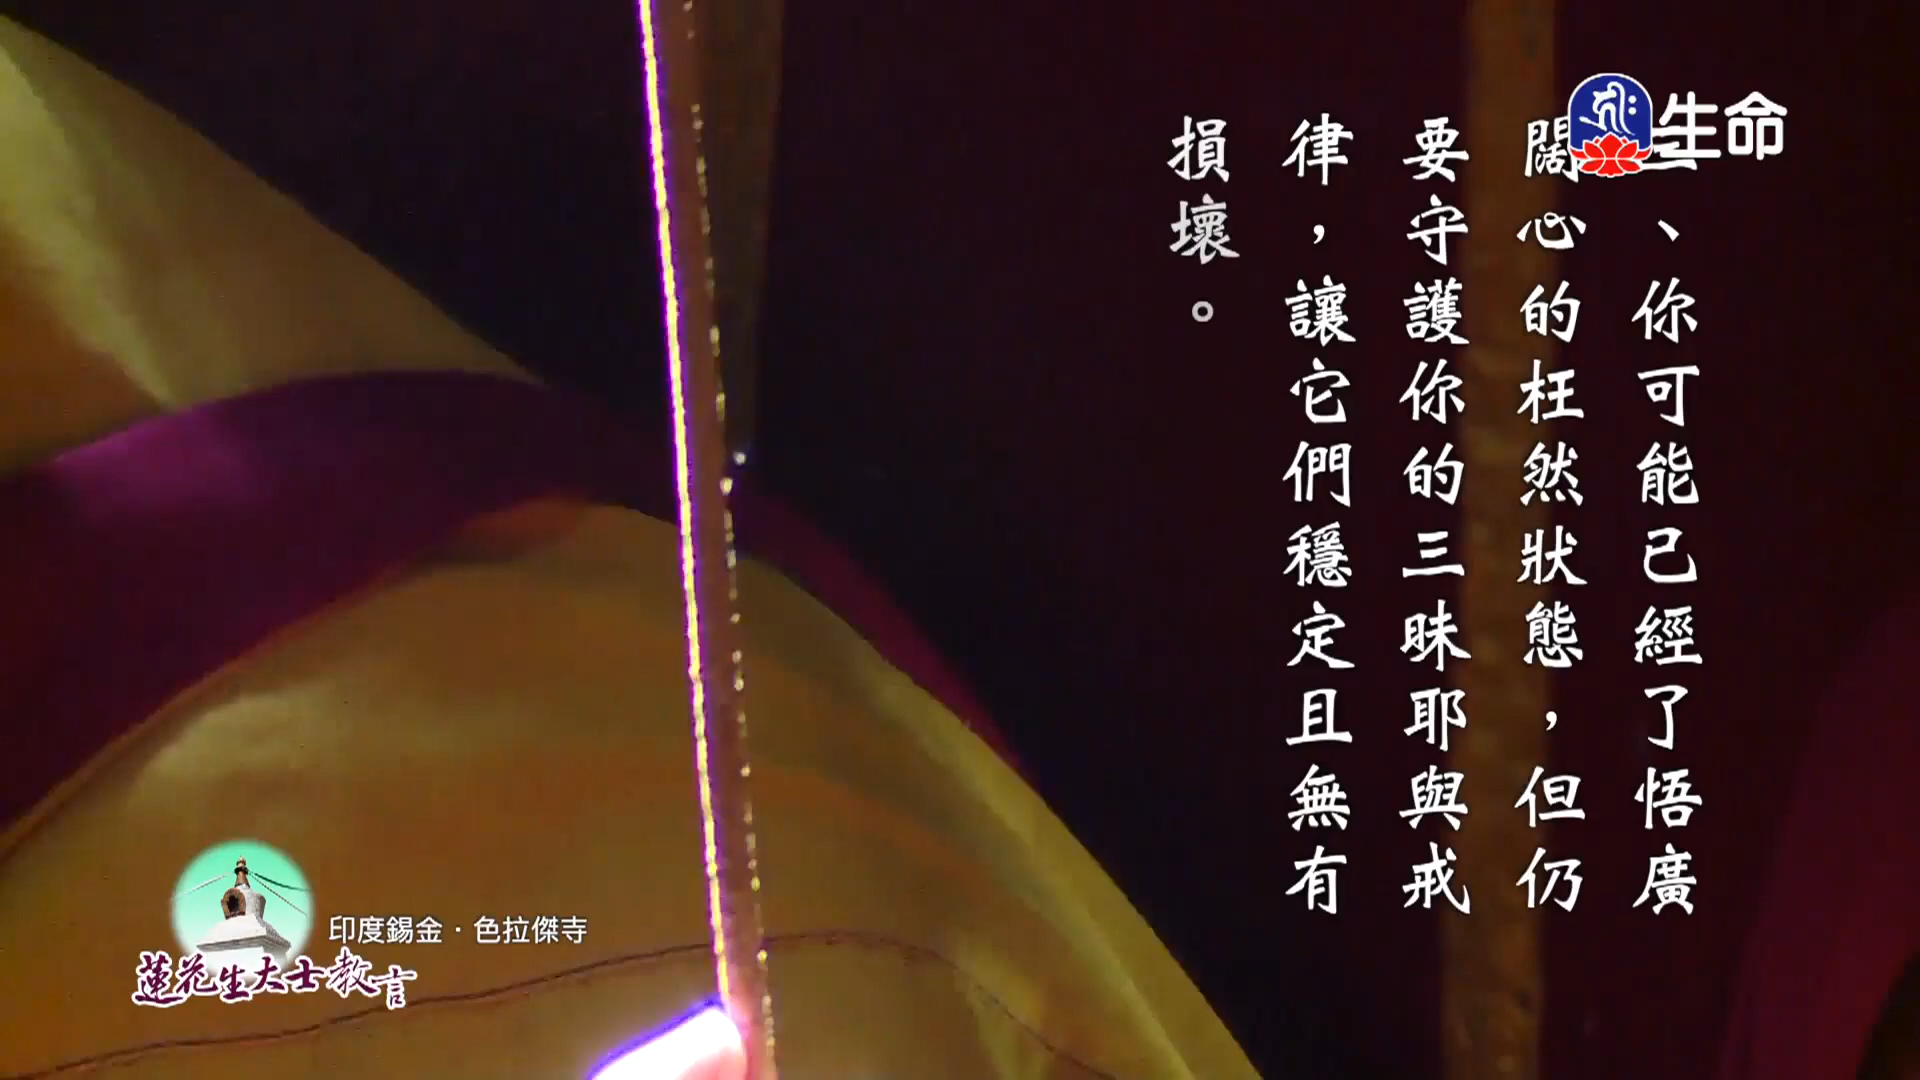 、你可能已經了悟廣
闊心的枉然狀態，但仍
要守護你的三昧耶與戒
律，讓它們穩定且無有
損壞。
生命
印度錫金．色拉傑寺
蓮花生大士教言